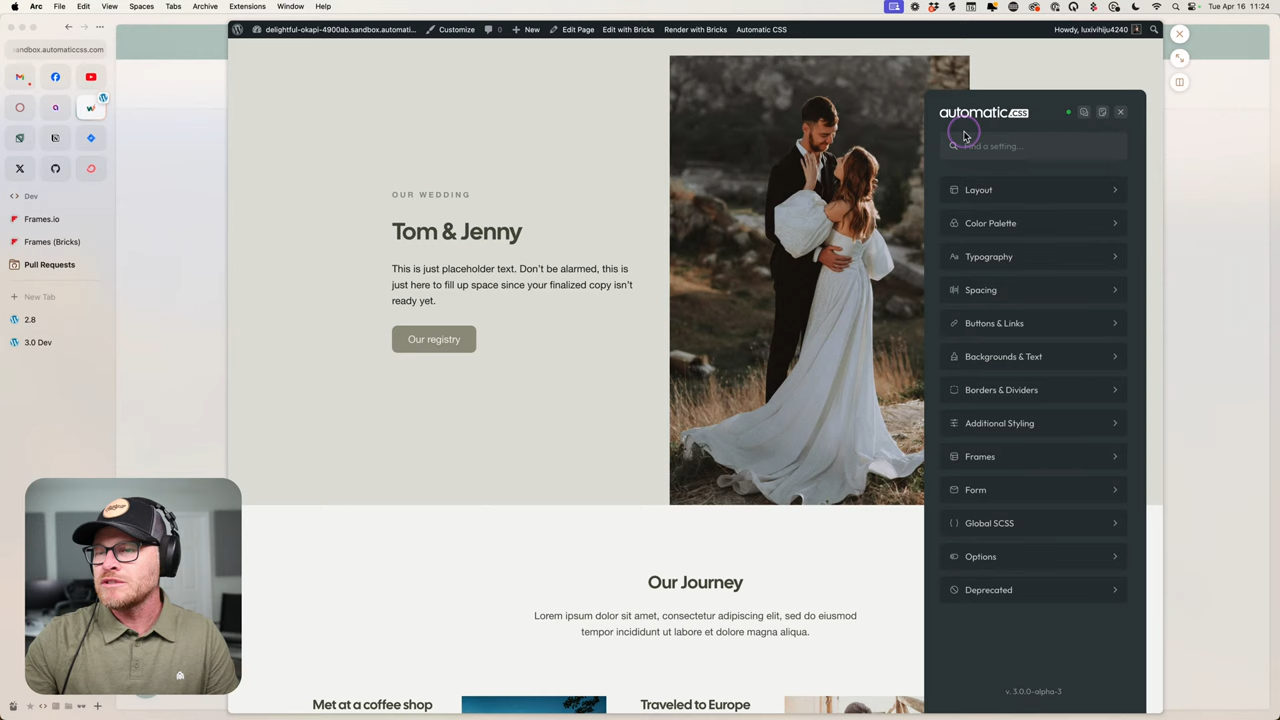 Arc File Edit View Spaces Tabs Archive Extensions Window Help
Tue Apr 16 11:24
delightful-okapi-4900ab.sandbox.automati... Customize 0 New Edit Page Edit with Bricks Render with Bricks Automatic CSS
Howdy, luxivihiju4240
sandbox.automaticcss.com
Dev
Frames.io
Frames (Bricks)
Pull Requests
New Tab
2.8
3.0 Dev
OUR WEDDING
Tom & Jenny
This is just placeholder text. Don't be alarmed, this is
just here to fill up space since your finalized copy isn't
ready yet.
Our registry
Our Journey
Lorem ipsum dolor sit amet, consectetur adipiscing elit, sed do eiusmod
tempor incididunt ut labore et dolore magna aliqua.
Met at a coffee shop
Traveled to Europe
automatic.css
Find a setting...
Layout
Color Palette
Typography
Spacing
Buttons & Links
Backgrounds & Text
Borders & Dividers
Additional Styling
Frames
Form
Global SCSS
Options
Deprecated
v. 3.0.0-alpha-3